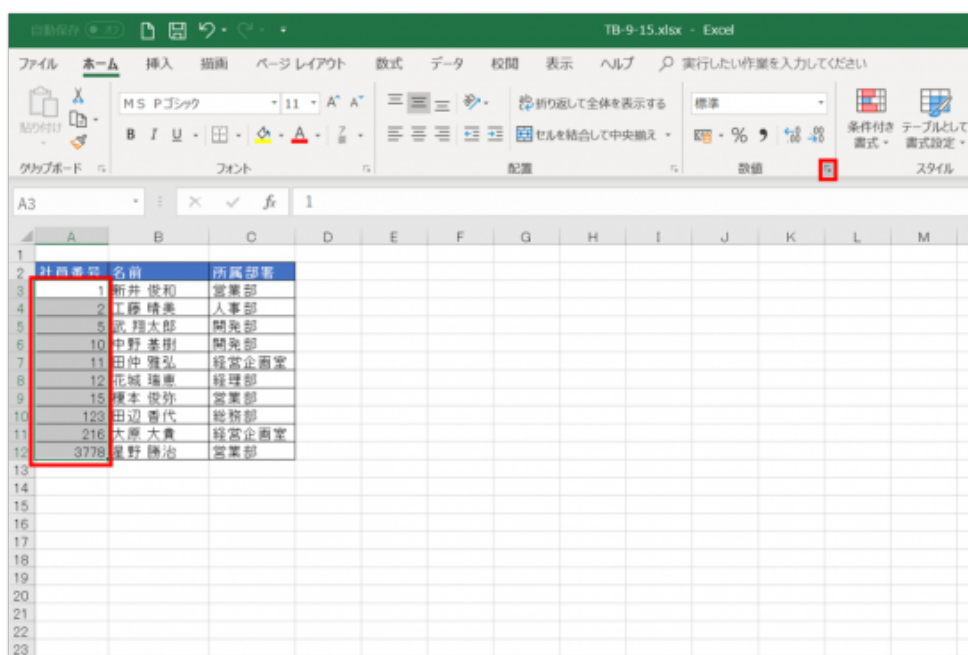 自動保存 オフ TB-9-15.xlsx - Excel
ファイル ホーム 挿入 描画 ページ レイアウト 数式 データ 校閲 表示 ヘルプ 実行したい作業を入力してください
MS Pゴシック 11 A A 折り返して全体を表示する 標準
貼り付け B I U A セルを結合して中央揃え % 条件付き テーブルとして
書式 書式設定
クリップボード フォント 配置 数値 スタイル
A3 fx 1
A B C D E F G H I J K L M
1
2 社員番号 名前 所属部署
3 1 新井 俊和 営業部
4 2 工藤 晴美 人事部
5 5 武 翔太郎 開発部
6 10 中野 基樹 開発部
7 11 田仲 雅弘 経営企画室
8 12 花城 瑞恵 経理部
9 15 榎本 俊弥 営業部
10 123 田辺 香代 総務部
11 216 大原 大貴 経営企画室
12 3778 星野 勝治 営業部
13
14
15
16
17
18
19
20
21
22
23